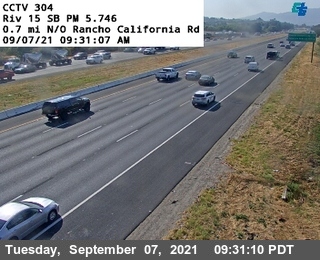 CCTV 304
Riv 15 SB PM 5.746
0.7 mi N/O Rancho California Rd
09/07/21 09:31:07 AM
Tuesday, September 07, 2021 09:31:10 PDT